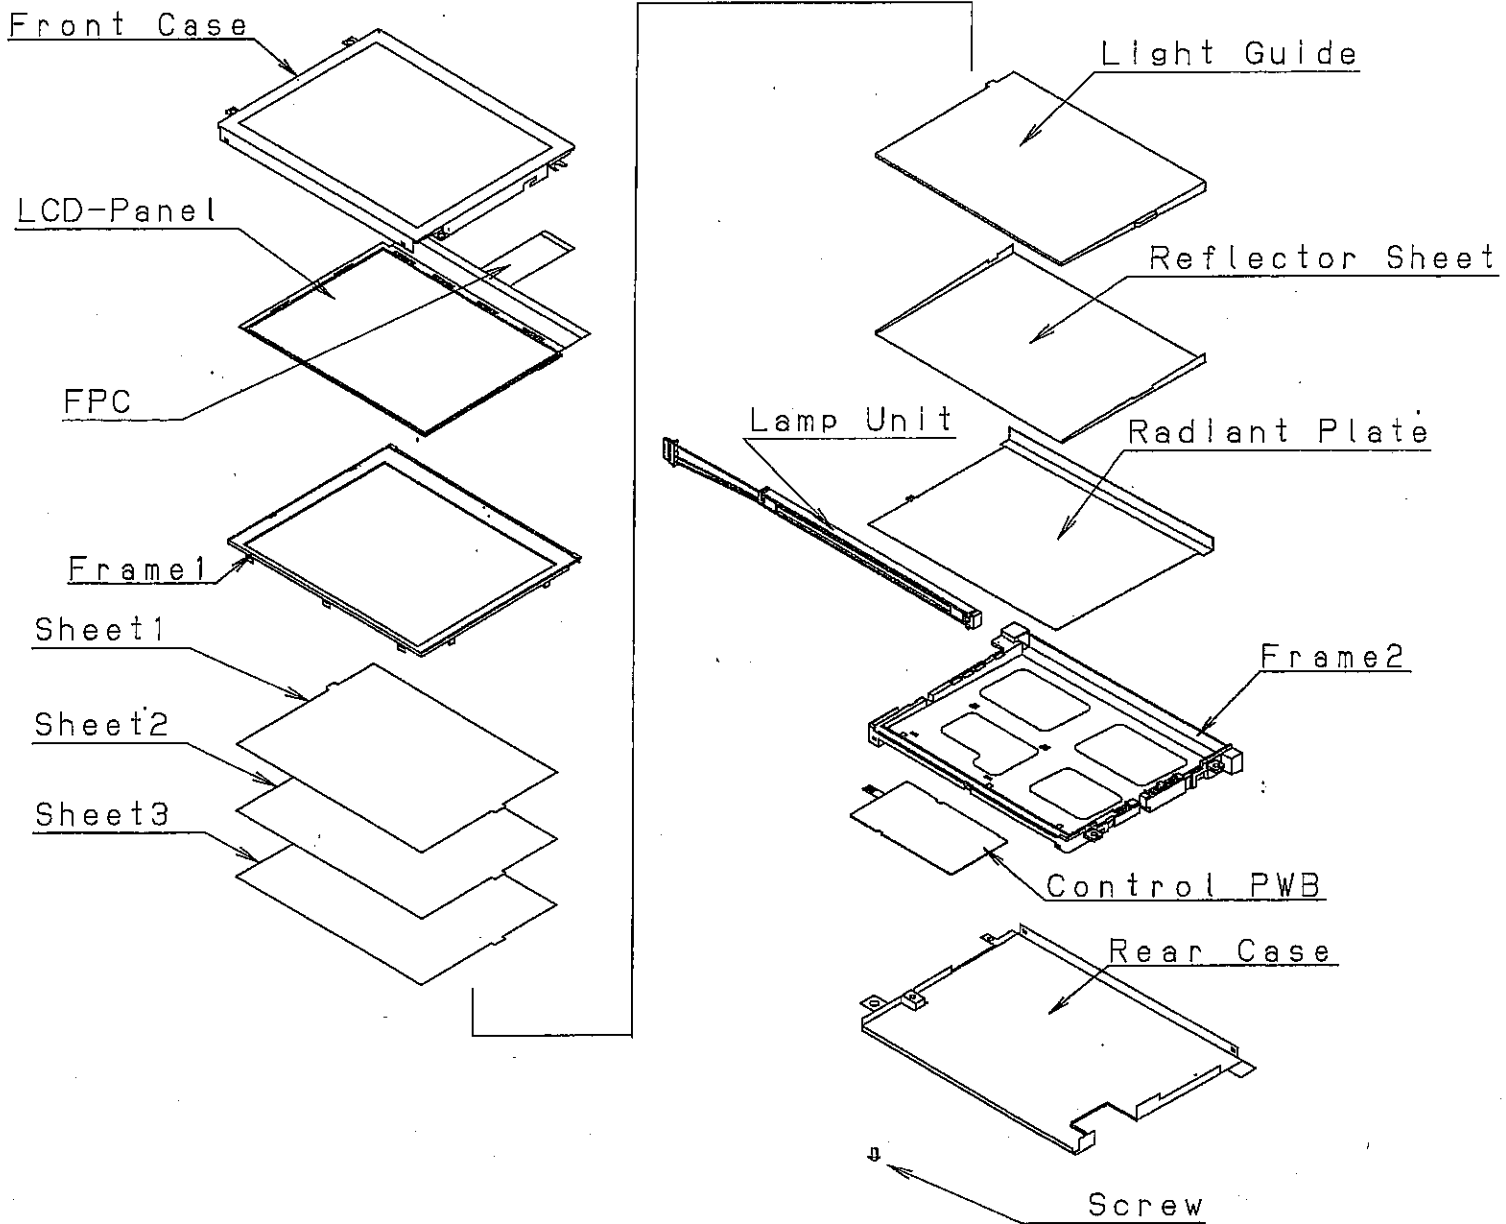 Front Case
LCD-Panel
FPC
Frame1
Sheet1
Sheet2
Sheet3
Light Guide
Reflector Sheet
Lamp Unit
Radiant Plate
Frame2
Control PWB
Rear Case
Screw